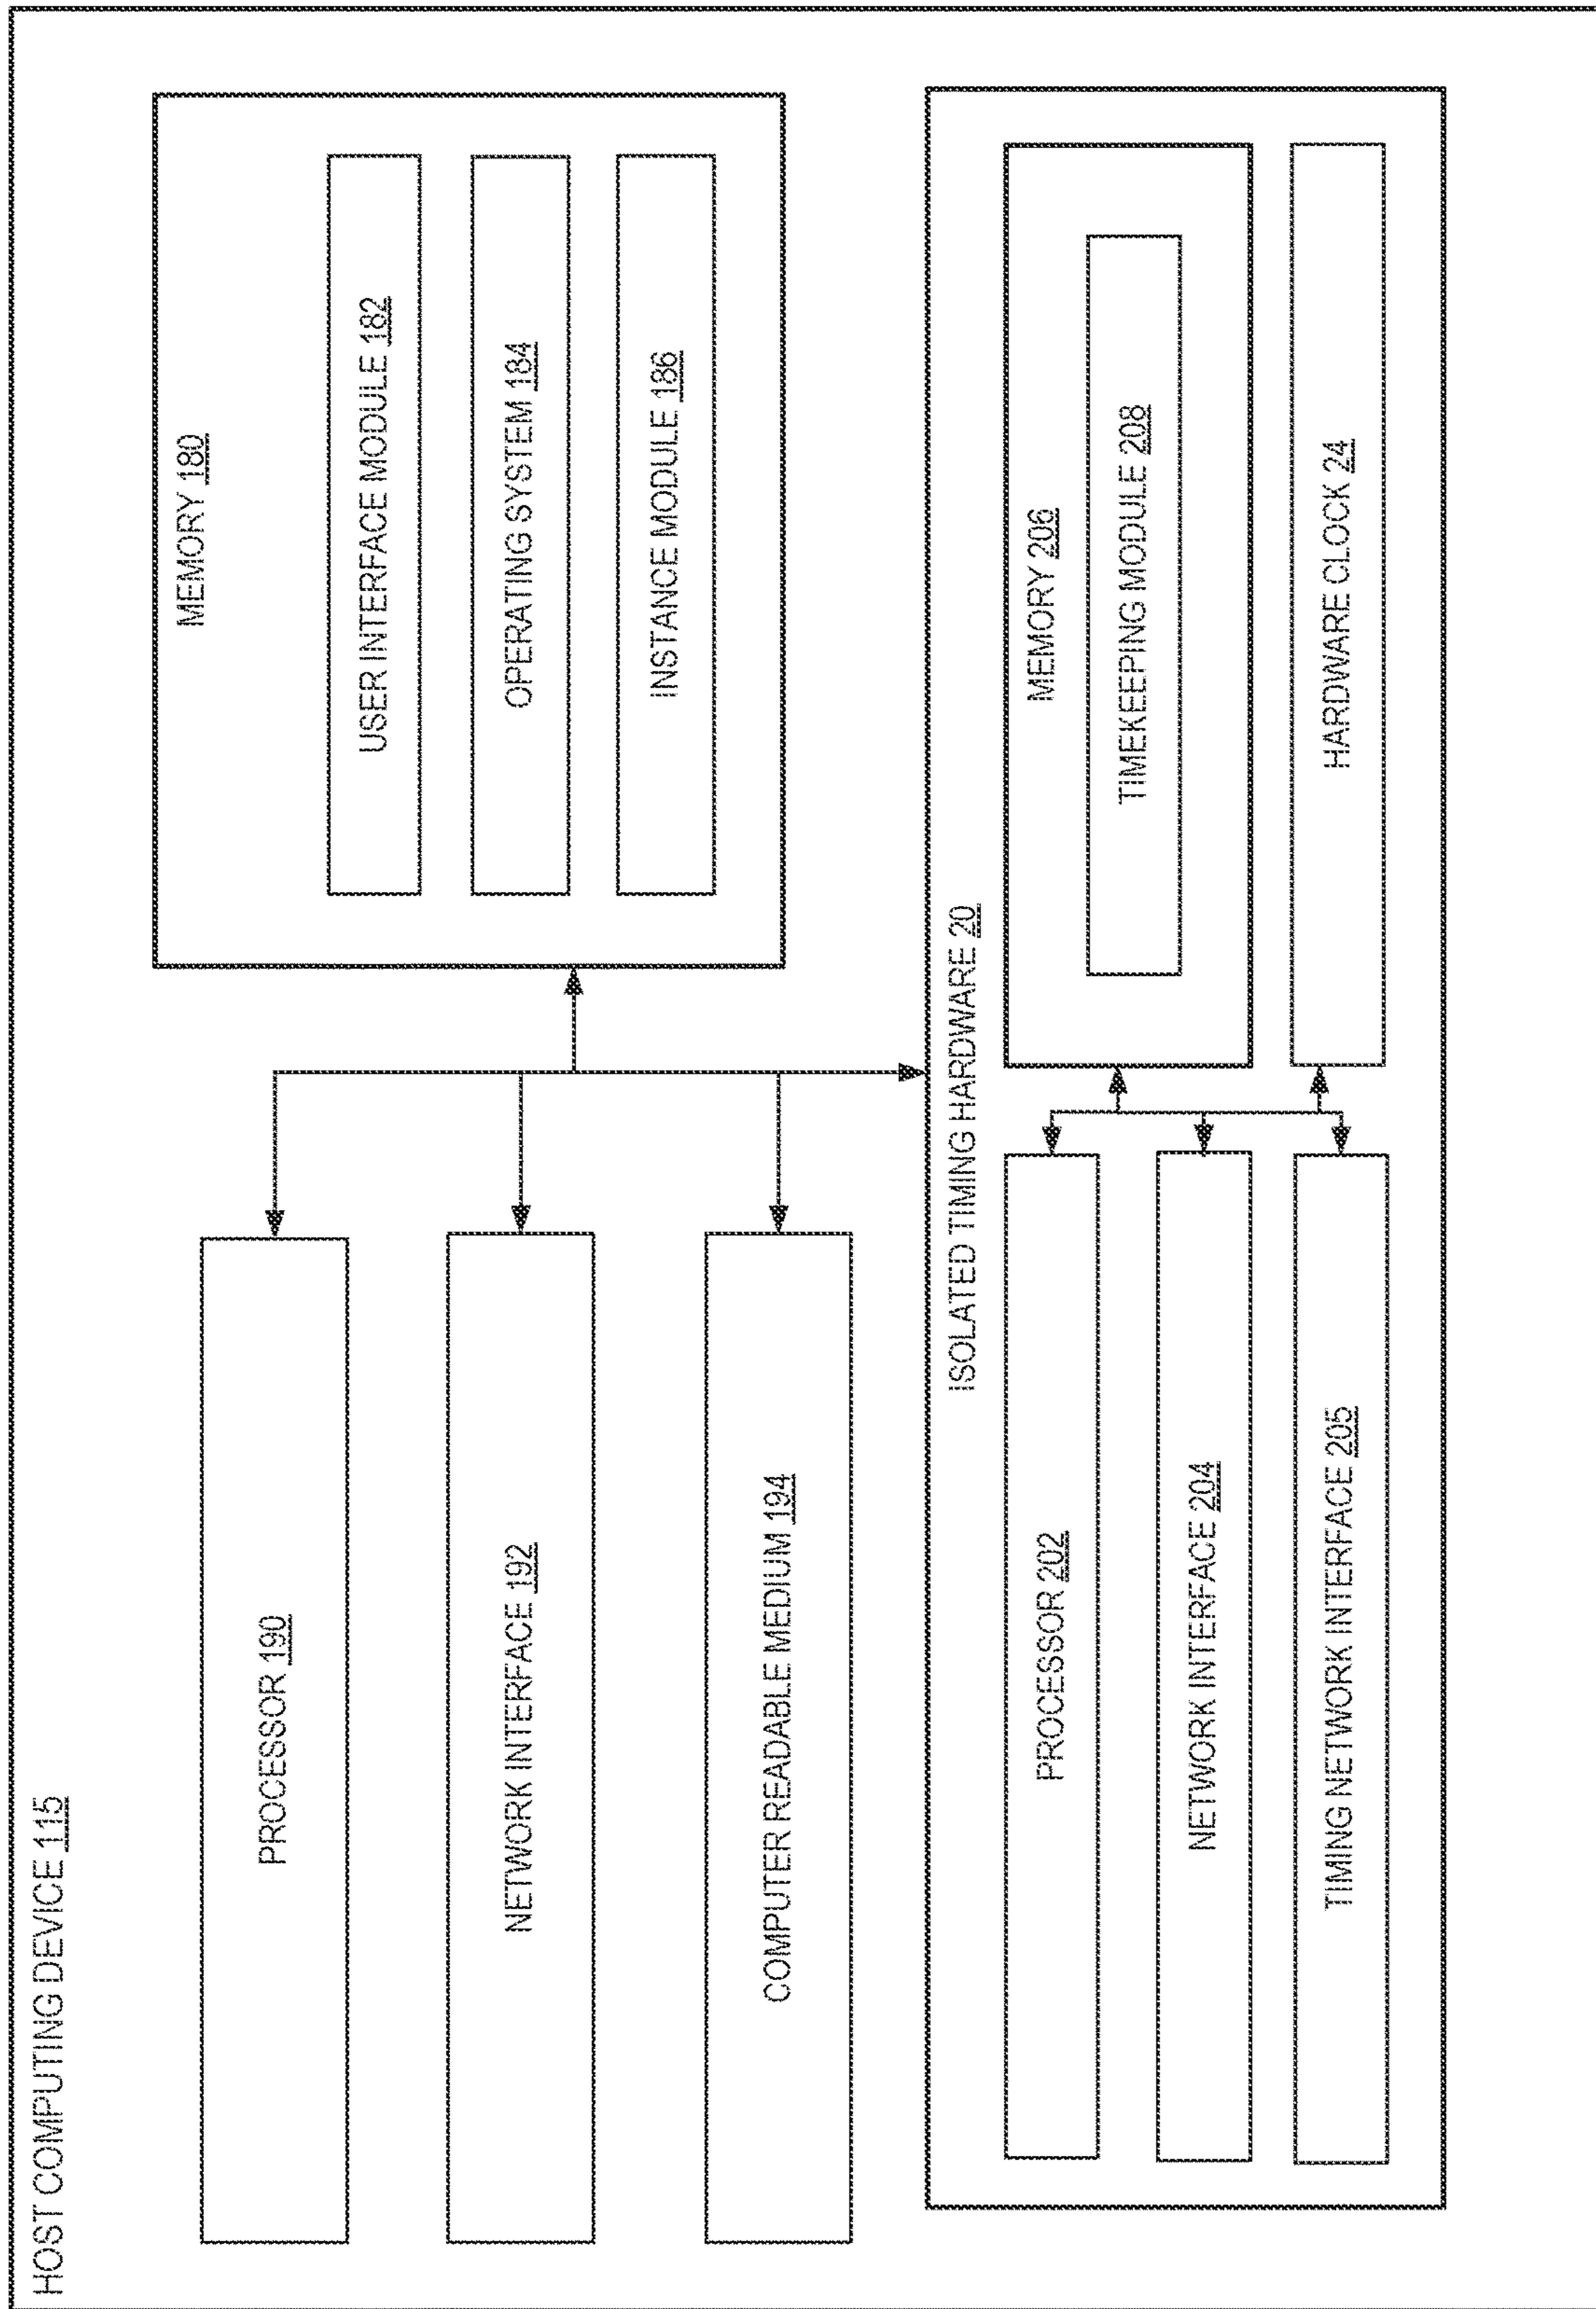 HOST COMPUTING DEVICE 115
PROCESSOR 190
NETWORK INTERFACE 192
COMPUTER READABLE MEDIUM 194
MEMORY 180
USER INTERFACE MODULE 182
OPERATING SYSTEM 184
INSTANCE MODULE 186
ISOLATED TIMING HARDWARE 20
PROCESSOR 202
NETWORK INTERFACE 204
TIMING NETWORK INTERFACE 205
MEMORY 206
TIMEKEEPING MODULE 208
HARDWARE CLOCK 24